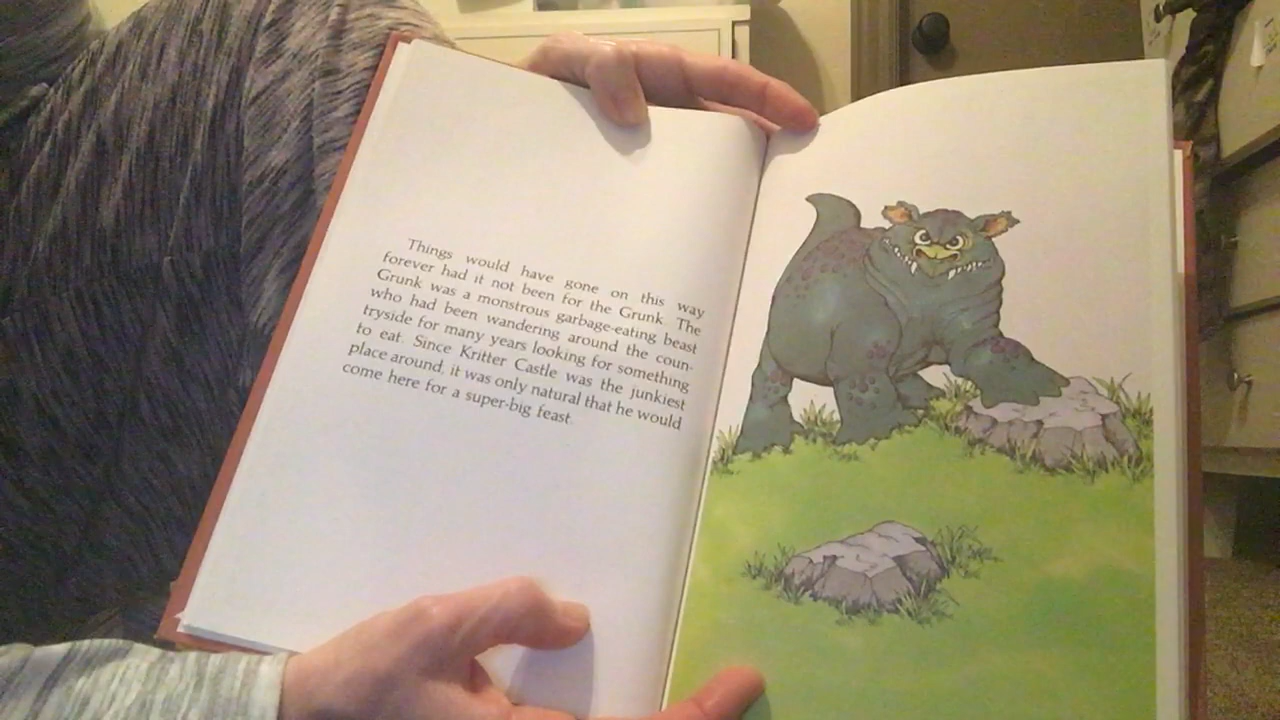 Things would have gone on this way
forever had it not been for the Grunk. The
Grunk was a monstrous garbage-eating beast
who had been wandering around the coun-
tryside for many years looking for something
to eat. Since Kritter Castle was the junkiest
place around, it was only natural that he would
come here for a super-big feast.